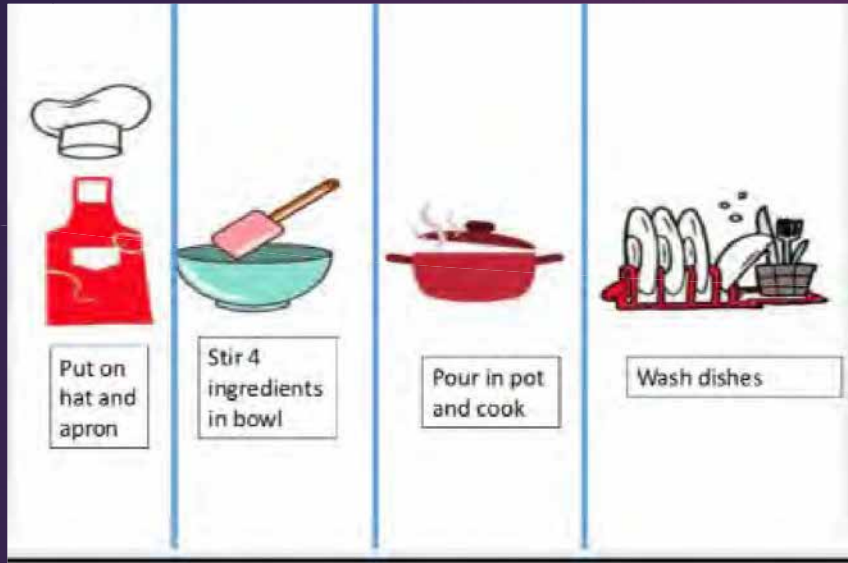 Put on
hat and
apron
Stir 4
ingredients
in bowl
Pour in pot
and cook
Wash dishes